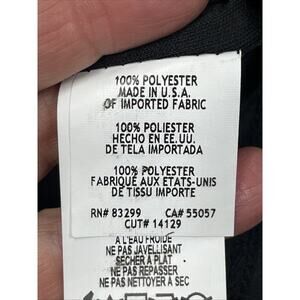 100% POLYESTER
MADE IN U.S.A.
OF IMPORTED FABRIC
100% POLIESTER
HECHO EN EE.UU.
DE TELA IMPORTADA
100% POLYESTER
FABRIQUÉ AUX ETATS-UNIS
DE TISSU IMPORTE
RN# 83299 CA# 55057
CUT# 14129
A L'EAU FROIDE
NE PAS JAVELLISANT
SECHER À PLAT
NE PAS REPASSER
NE PAS NETTOYER A SEC